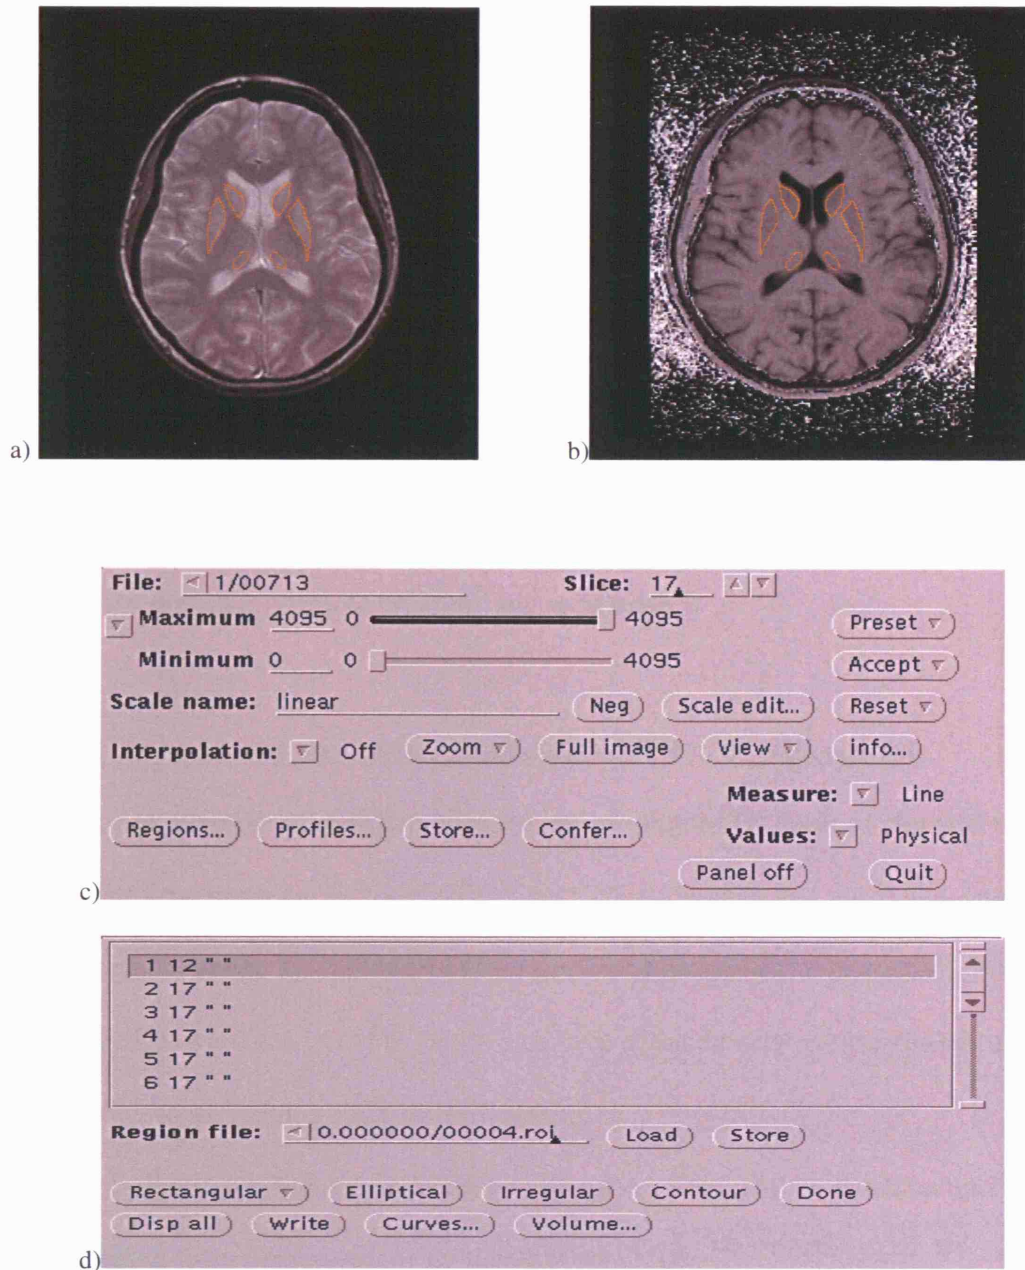 a)
b)
File: 1/00713 Slice: 17
Maximum 4095 0 4095 Preset
Minimum 0 0 4095 Accept
Scale name: linear Neg Scale edit... Reset
Interpolation: Off Zoom Full image View info...
Measure: Line
Regions... Profiles... Store... Confer... Values: Physical
Panel off Quit
c)
1 12 " "
2 17 " "
3 17 " "
4 17 " "
5 17 " "
6 17 " "
Region file: 0.000000/00004.roi Load Store
Rectangular Elliptical Irregular Contour Done
Disp all Write Curves... Volume...
d)